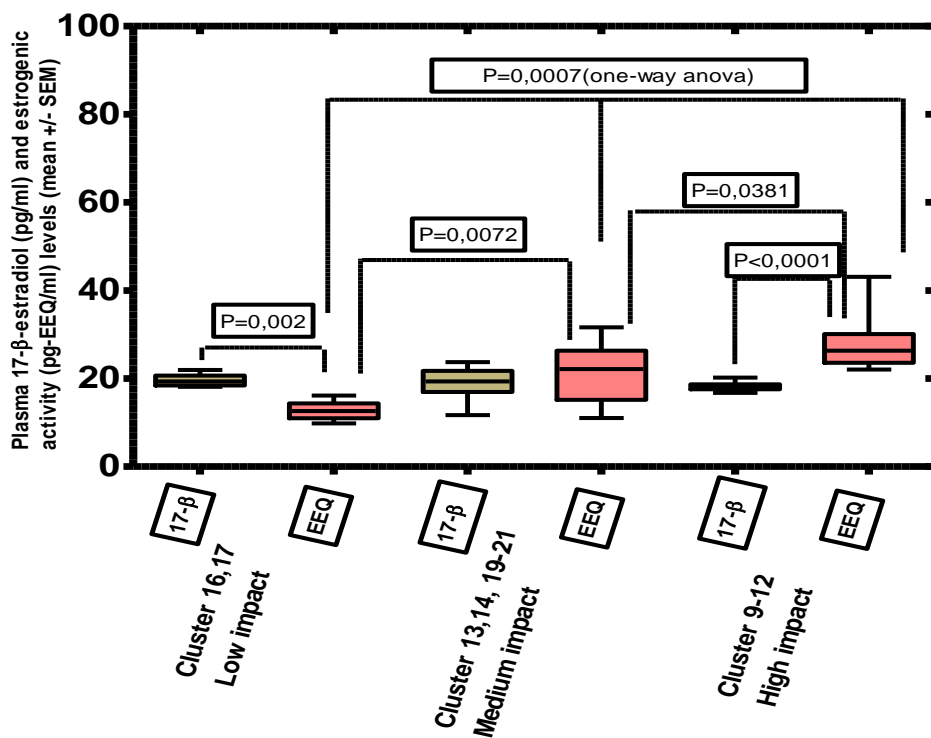 Plasma 17-β-estradiol (pg/ml) and estrogenic
activity (pg-EEQ/ml) levels (mean +/- SEM)
100
80
60
40
20
0
P=0,0007(one-way anova)
P=0,0381
P=0,0072
P<0,0001
P=0,002
17-β
EEQ
17-β
EEQ
17-β
EEQ
Cluster 16,17
Low impact
Cluster 13,14, 19-21
Medium impact
Cluster 9-12
High impact